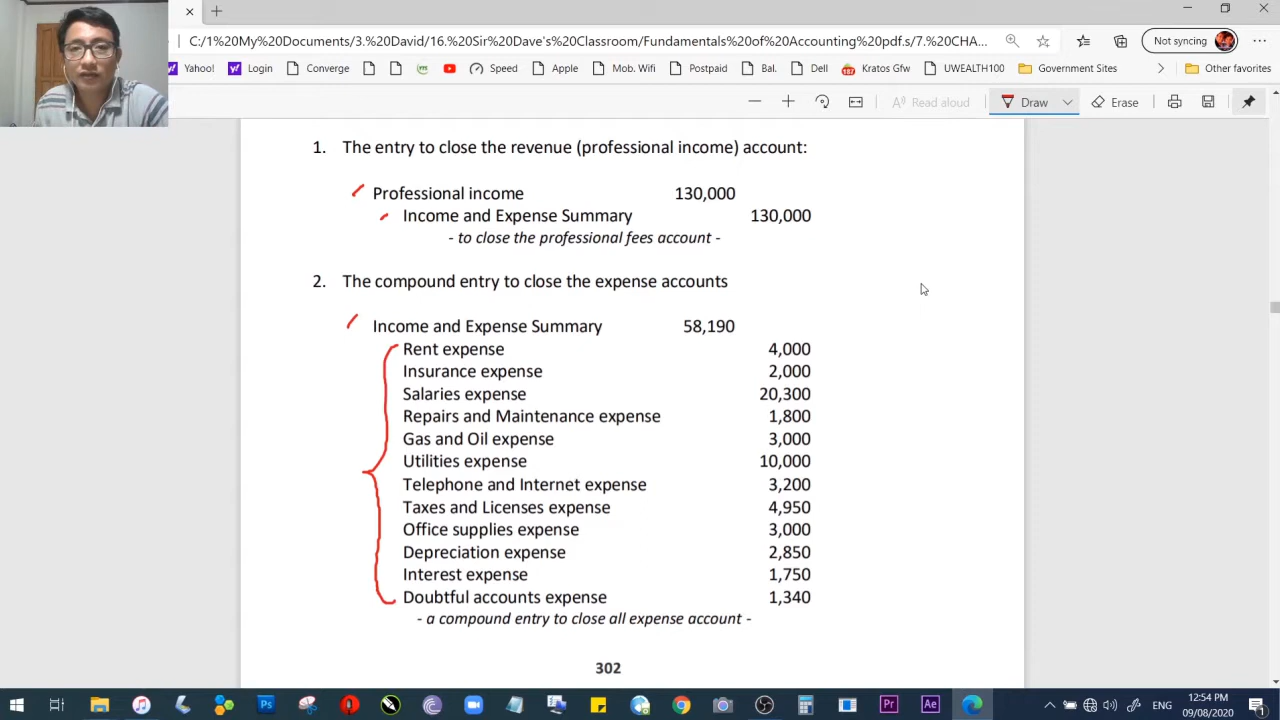 C:/1%20My%20Documents/3.%20David/16.%20Sir%20Dave's%20Classroom/Fundamentals%20of%20Accounting%20pdf.s/7.%20CHA...
Not syncing
Yahoo!
Login
Converge
Speed
Apple
Mob. Wifi
Postpaid
Bal.
Dell
Kratos Gfw
UWEALTH100
Government Sites
Other favorites
Read aloud
Draw
Erase
1. The entry to close the revenue (professional income) account:
Professional income 130,000
Income and Expense Summary 130,000
- to close the professional fees account -
2. The compound entry to close the expense accounts
Income and Expense Summary 58,190
Rent expense 4,000
Insurance expense 2,000
Salaries expense 20,300
Repairs and Maintenance expense 1,800
Gas and Oil expense 3,000
Utilities expense 10,000
Telephone and Internet expense 3,200
Taxes and Licenses expense 4,950
Office supplies expense 3,000
Depreciation expense 2,850
Interest expense 1,750
Doubtful accounts expense 1,340
- a compound entry to close all expense account -
302
ENG
12:54 PM
09/08/2020